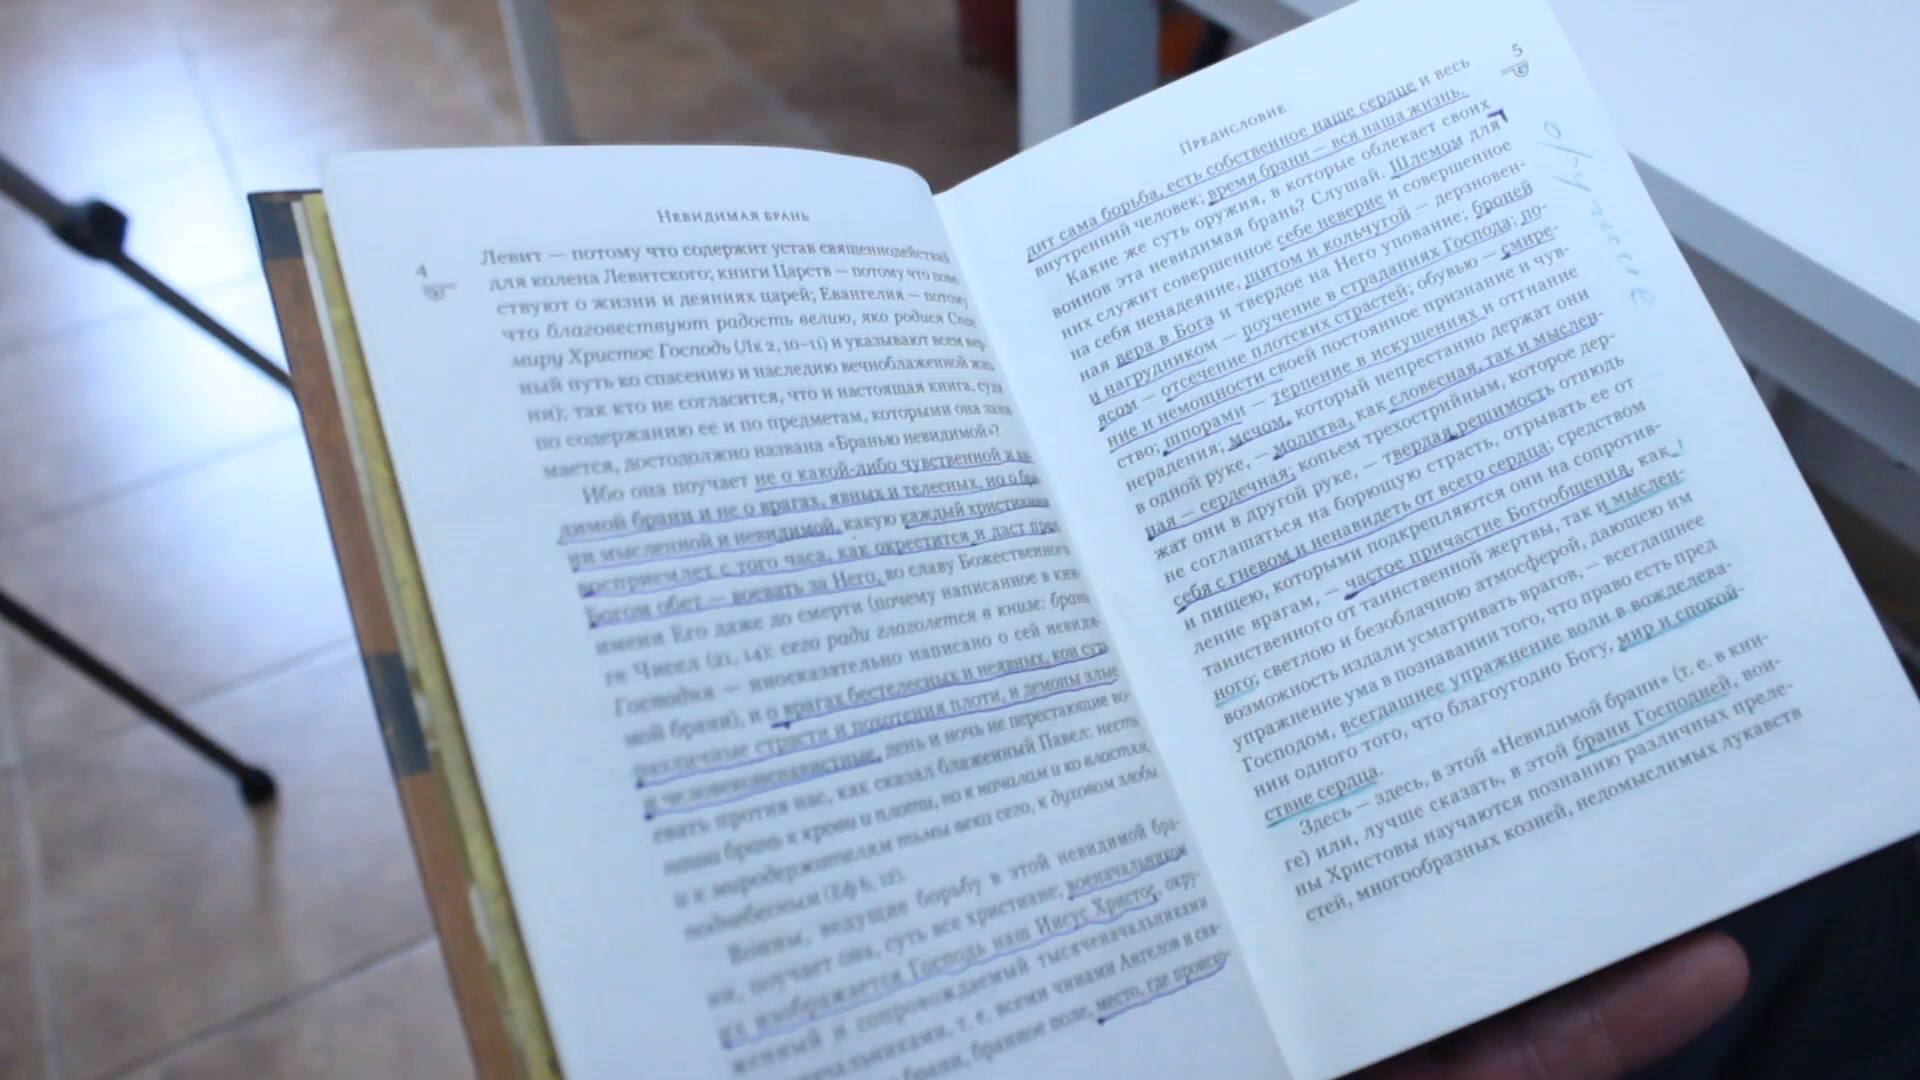 4
Невидимая брань
Левит — потому что содержит устав священнодействий
для колена Левитского; книги Царств — потому что пове-
ствуют о жизни и деяниях царей; Евангелия — потому
что благовествуют радость велию, яко родися Спас
миру Христос Господь (Лк 2, 10–11) и указывают всем вер-
ный путь ко спасению и наследию вечноблаженной жиз-
ни); так кто не согласится, что и настоящая книга, судя
по содержанию ее и по предметам, которыми она зани-
мается, достодолжно названа «Бранью невидимой»?
Ибо она поучает не о какой-либо чувственной и ви-
димой брани и не о врагах, явных и телесных, но о бра-
ни мысленной и невидимой, какую каждый христианин
восприемлет с того часа, как окрестится и даст пред
Богом обет — воевать за Него, во славу Божественного
имени Его даже до смерти (почему написанное в кни-
ге Чисел (21, 14): сего ради глаголется в книзе: брань
Господня — иносказательно написано о сей невиди-
мой брани), и о врагах бестелесных и неявных, кои суть
различные страсти и похотения плоти, и демоны злые
и человеконенавистные, день и ночь не перестающие во-
евать против нас, как сказал блаженный Павел: несть
наша брань к крови и плоти, но к началам и ко властям,
и к миродержателям тьмы века сего, к духовом злобы
поднебесным (Еф 6, 12).
Воины, ведущие борьбу в этой невидимой бра-
ни, поучает она, суть все христиане; военачальником
их изображается Господь наш Иисус Христос, окру-
женный и сопровождаемый тысяченачальниками
и сотоначальниками, т. е. всеми чинами Ангелов и свя-
брани, бранное поле, место, где происхо-
5
Предисловие
дит сама борьба, есть собственное наше сердце и весь
внутренний человек; время брани — вся наша жизнь.
Какие же суть оружия, в которые облекает своих
воинов эта невидимая брань? Слушай. Шлемом для
них служит совершенное себе неверие и совершенное
на себя ненадеяние, щитом и кольчугой — дерзновен-
ная вера в Бога и твердое на Него упование; броней
и нагрудником — поучение в страданиях Господа; по-
ясом — отсечение плотских страстей; обувью — смире-
ние и немощности своей постоянное признание и чув-
ство; шпорами — терпение в искушениях и отгнание
нерадения; мечом, который непрестанно держат они
в одной руке, — молитва, как словесная, так и мыслен-
ная — сердечная; копьем трехострийным, которое дер-
жат они в другой руке, — твердая решимость отнюдь
не соглашаться на борющую страсть, отрывать ее от
себя с гневом и ненавидеть от всего сердца; средством
и пищею, которыми подкрепляются они на сопротив-
ление врагам, — частое причастие Богообщения, как
таинственного от таинственной жертвы, так и мыслен-
ного; светлою и безоблачною атмосферой, дающею им
возможность издали усматривать врагов, — всегдашнее
упражнение ума в познавании того, что право есть пред
Господом, всегдашнее упражнение воли в вожделева-
нии одного того, что благоугодно Богу, мир и спокой-
ствие сердца.
Здесь — здесь, в этой «Невидимой брани» (т. е. в кни-
ге) или, лучше сказать, в этой брани Господней, вои-
ны Христовы научаются познанию различных преле-
стей, многообразных козней, недомыслимых лукавств
оружие